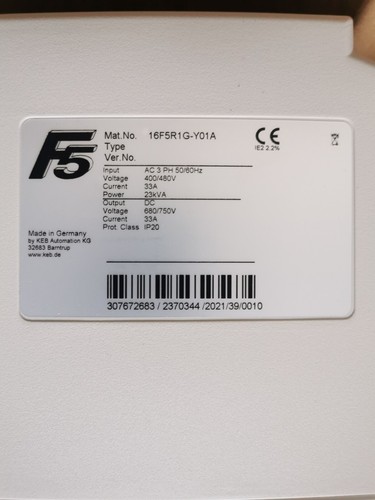 F5
Mat.No. 16F5R1G-Y01A
Type
Ver.No.
CE
IE2 2.2%
Input AC 3 PH 50/60Hz
Voltage 400/480V
Current 33A
Power 23kVA
Output DC
Voltage 680/750V
Current 33A
Prot. Class IP20
Made in Germany
by KEB Automation KG
32683 Barntrup
www.keb.de
307672683 / 2370344 /2021/39/0010